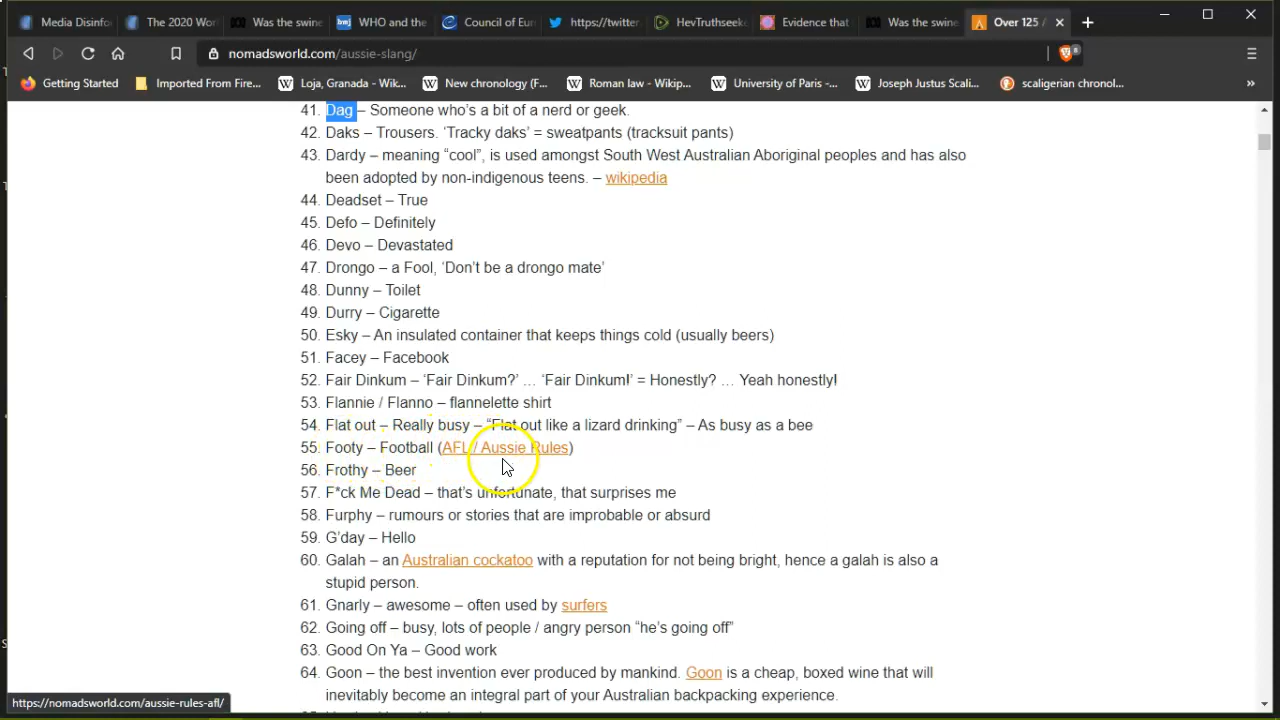 Media Disinfo
The 2020 Wor
Was the swine
bmj
WHO and the
Council of Eur
https://twitter.
HevTruthseeke
Evidence that
Was the swine
Over 125 A
nomadsworld.com/aussie-slang/
8
Getting Started
Imported From Fire...
W Loja, Granada - Wik...
W New chronology (F...
W Roman law - Wikip...
W University of Paris -...
W Joseph Justus Scali...
scaligerian chronol...
»
41. Dag – Someone who's a bit of a nerd or geek.
42. Daks – Trousers. ‘Tracky daks’ = sweatpants (tracksuit pants)
43. Dardy – meaning “cool”, is used amongst South West Australian Aboriginal peoples and has also
been adopted by non-indigenous teens. – wikipedia
44. Deadset – True
45. Defo – Definitely
46. Devo – Devastated
47. Drongo – a Fool, ‘Don’t be a drongo mate’
48. Dunny – Toilet
49. Durry – Cigarette
50. Esky – An insulated container that keeps things cold (usually beers)
51. Facey – Facebook
52. Fair Dinkum – ‘Fair Dinkum?’ … ‘Fair Dinkum!’ = Honestly? … Yeah honestly!
53. Flannie / Flanno – flannelette shirt
54. Flat out – Really busy – “Flat out like a lizard drinking” – As busy as a bee
55. Footy – Football (AFL / Aussie Rules)
56. Frothy – Beer
57. F*ck Me Dead – that’s unfortunate, that surprises me
58. Furphy – rumours or stories that are improbable or absurd
59. G’day – Hello
60. Galah – an Australian cockatoo with a reputation for not being bright, hence a galah is also a
stupid person.
61. Gnarly – awesome – often used by surfers
62. Going off – busy, lots of people / angry person “he’s going off”
63. Good On Ya – Good work
64. Goon – the best invention ever produced by mankind. Goon is a cheap, boxed wine that will
inevitably become an integral part of your Australian backpacking experience.
https://nomadsworld.com/aussie-rules-afl/